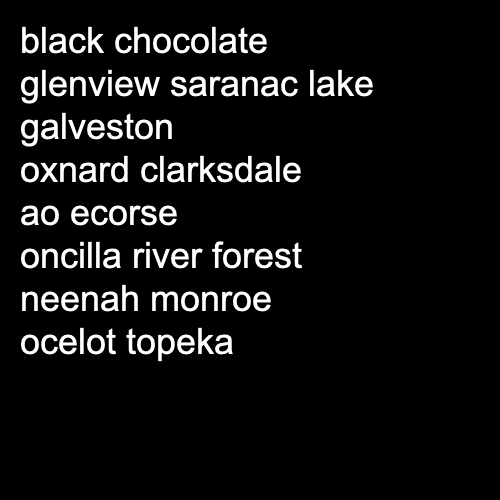 black chocolate
glenview saranac lake
galveston
oxnard clarksdale
ao ecorse
oncilla river forest
neenah monroe
ocelot topeka